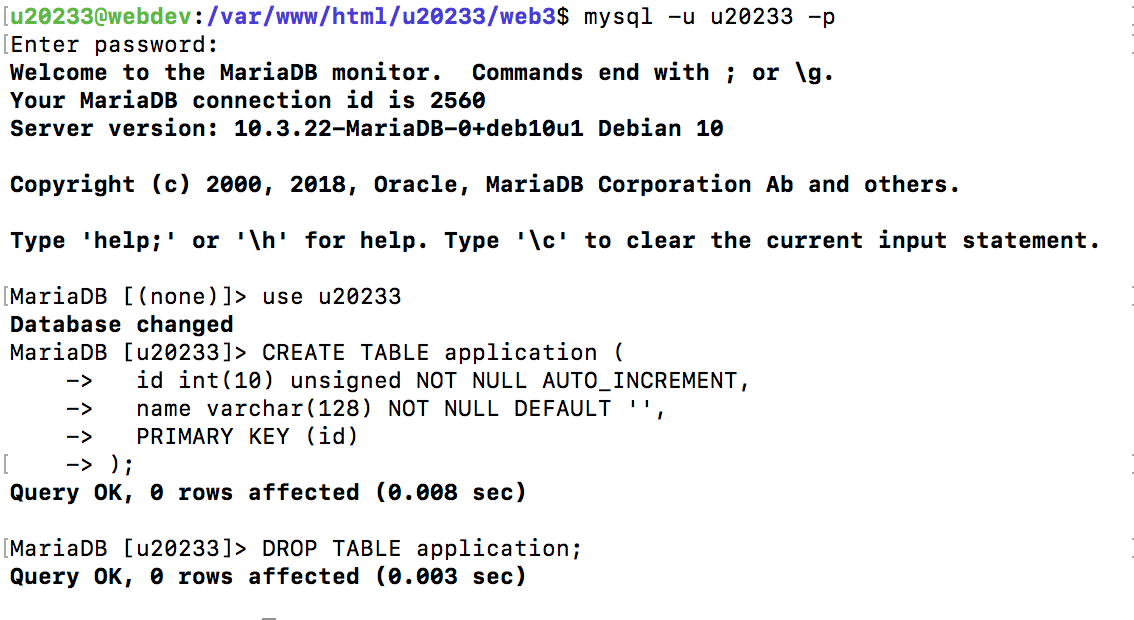 [u20233@webdev:/var/www/html/u20233/web3$ mysql -u u20233 -p
[Enter password:
Welcome to the MariaDB monitor.  Commands end with ; or \g.
Your MariaDB connection id is 2560
Server version: 10.3.22-MariaDB-0+deb10u1 Debian 10

Copyright (c) 2000, 2018, Oracle, MariaDB Corporation Ab and others.

Type 'help;' or '\h' for help. Type '\c' to clear the current input statement.

[MariaDB [(none)]> use u20233
Database changed
MariaDB [u20233]> CREATE TABLE application (
    ->   id int(10) unsigned NOT NULL AUTO_INCREMENT,
    ->   name varchar(128) NOT NULL DEFAULT '',
    ->   PRIMARY KEY (id)
[    -> );
Query OK, 0 rows affected (0.008 sec)

[MariaDB [u20233]> DROP TABLE application;
Query OK, 0 rows affected (0.003 sec)